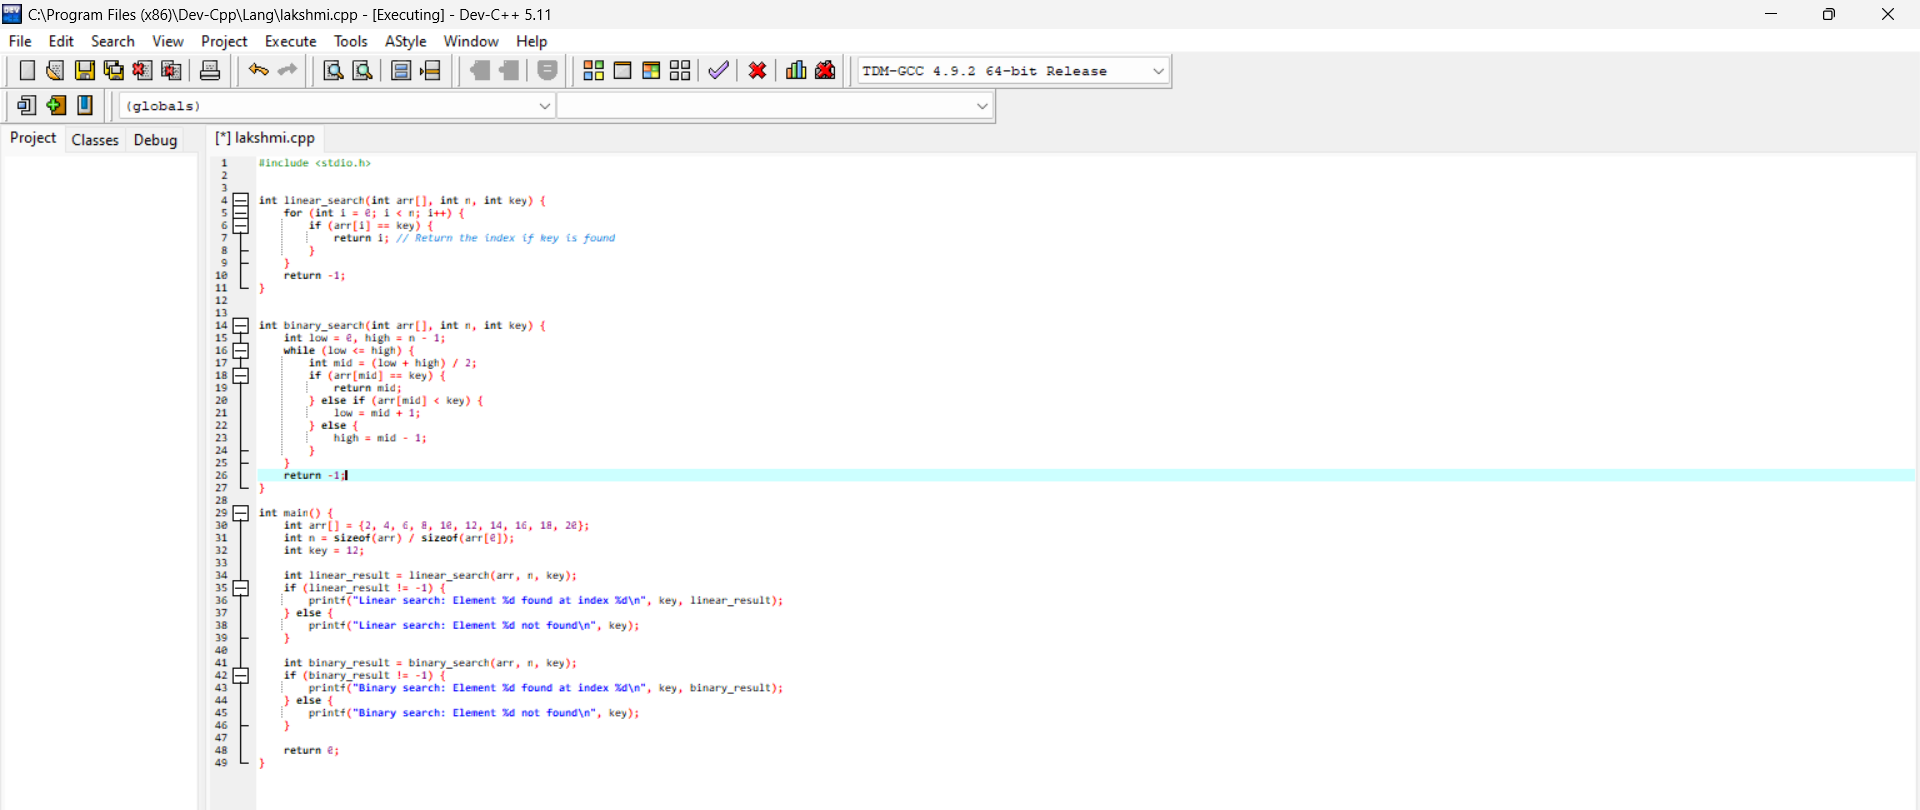 C:\Program Files (x86)\Dev-Cpp\Lang\lakshmi.cpp - [Executing] - Dev-C++ 5.11
File Edit Search View Project Execute Tools AStyle Window Help
TDM-GCC 4.9.2 64-bit Release
(globals)
Project Classes Debug [*] lakshmi.cpp
1 #include <stdio.h>
2
3
4 int linear_search(int arr[], int n, int key) {
5 for (int i = 0; i < n; i++) {
6 if (arr[i] == key) {
7 return i; // Return the index if key is found
8 }
9 }
10 return -1;
11 }
12
13
14 int binary_search(int arr[], int n, int key) {
15 int low = 0, high = n - 1;
16 while (low <= high) {
17 int mid = (low + high) / 2;
18 if (arr[mid] == key) {
19 return mid;
20 } else if (arr[mid] < key) {
21 low = mid + 1;
22 } else {
23 high = mid - 1;
24 }
25 }
26 return -1;
27 }
28
29 int main() {
30 int arr[] = {2, 4, 6, 8, 10, 12, 14, 16, 18, 20};
31 int n = sizeof(arr) / sizeof(arr[0]);
32 int key = 12;
33
34 int linear_result = linear_search(arr, n, key);
35 if (linear_result != -1) {
36 printf("Linear search: Element %d found at index %d\n", key, linear_result);
37 } else {
38 printf("Linear search: Element %d not found\n", key);
39 }
40
41 int binary_result = binary_search(arr, n, key);
42 if (binary_result != -1) {
43 printf("Binary search: Element %d found at index %d\n", key, binary_result);
44 } else {
45 printf("Binary search: Element %d not found\n", key);
46 }
47
48 return 0;
49 }